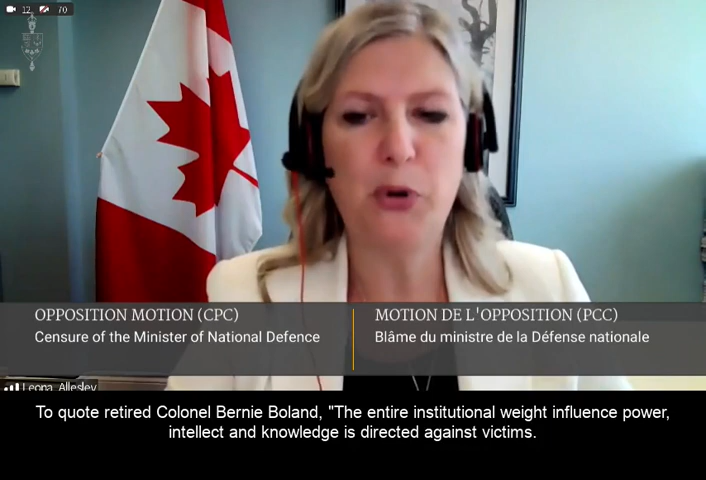 12 70
OPPOSITION MOTION (CPC)
Censure of the Minister of National Defence
MOTION DE L'OPPOSITION (PCC)
Blâme du ministre de la Défense nationale
Leona Alleslev
To quote retired Colonel Bernie Boland, "The entire institutional weight influence power,
intellect and knowledge is directed against victims.